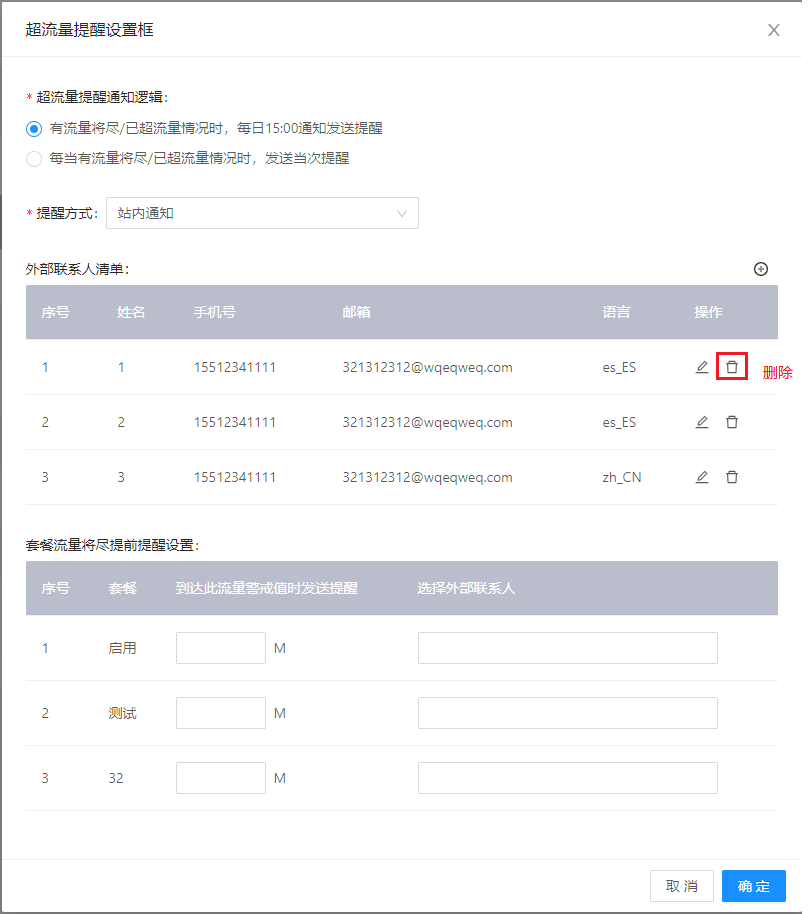 超流量提醒设置框
* 超流量提醒通知逻辑:
有流量将尽/已超流量情况时，每日15:00通知发送提醒
每当有流量将尽/已超流量情况时，发送当次提醒
* 提醒方式: 站内通知
外部联系人清单:
序号 姓名 手机号 邮箱 语言 操作
1 1 15512341111 321312312@wqeqweq.com es_ES 删除
2 2 15512341111 321312312@wqeqweq.com es_ES
3 3 15512341111 321312312@wqeqweq.com zh_CN
套餐流量将尽提前提醒设置:
序号 套餐 到达此流量警戒值时发送提醒 选择外部联系人
1 启用 M
2 测试 M
3 32 M
取 消 确 定